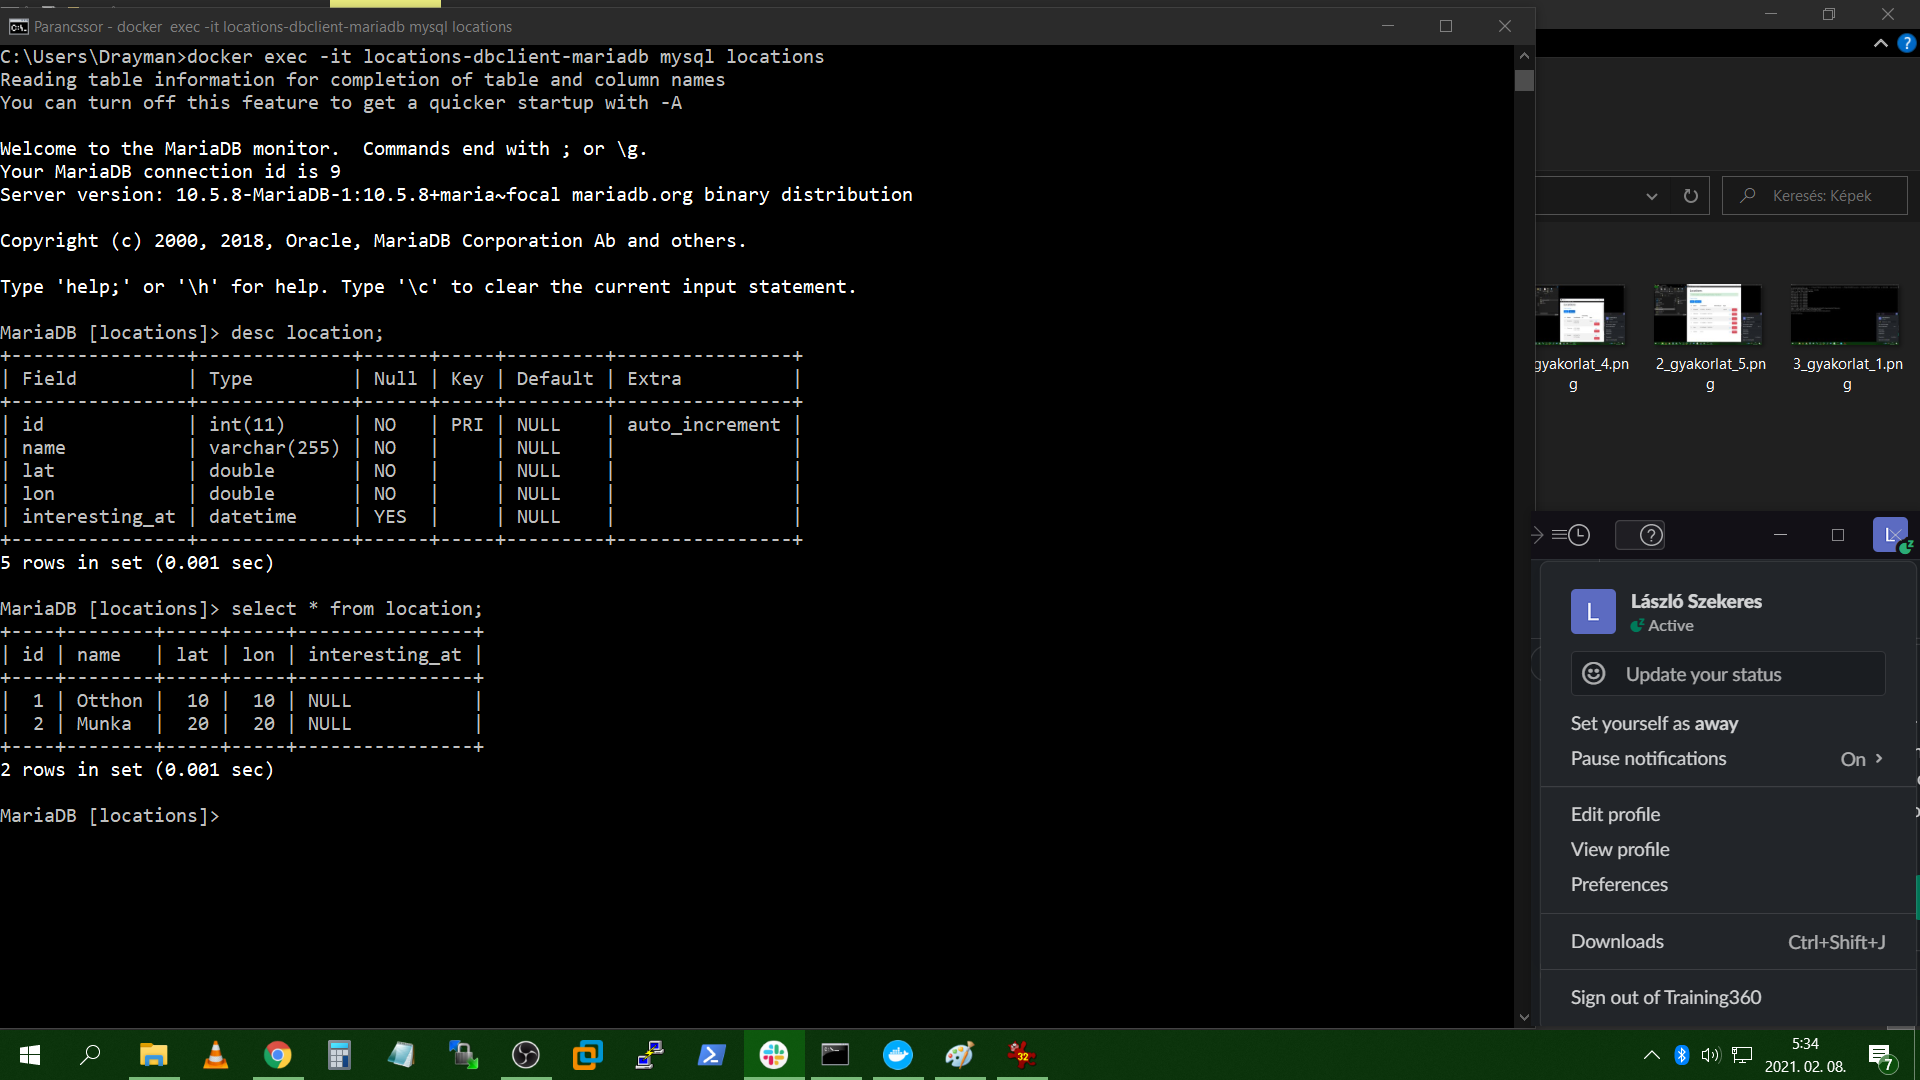 Parancssor - docker  exec -it locations-dbclient-mariadb mysql locations
C:\Users\Drayman>docker exec -it locations-dbclient-mariadb mysql locations
Reading table information for completion of table and column names
You can turn off this feature to get a quicker startup with -A
Welcome to the MariaDB monitor.  Commands end with ; or \g.
Your MariaDB connection id is 9
Server version: 10.5.8-MariaDB-1:10.5.8+maria~focal mariadb.org binary distribution
Copyright (c) 2000, 2018, Oracle, MariaDB Corporation Ab and others.
Type 'help;' or '\h' for help. Type '\c' to clear the current input statement.
MariaDB [locations]> desc location;
+----------------+--------------+------+-----+---------+----------------+
| Field          | Type         | Null | Key | Default | Extra          |
+----------------+--------------+------+-----+---------+----------------+
| id             | int(11)      | NO   | PRI | NULL    | auto_increment |
| name           | varchar(255) | NO   |     | NULL    |                |
| lat            | double       | NO   |     | NULL    |                |
| lon            | double       | NO   |     | NULL    |                |
| interesting_at | datetime     | YES  |     | NULL    |                |
+----------------+--------------+------+-----+---------+----------------+
5 rows in set (0.001 sec)
MariaDB [locations]> select * from location;
+----+--------+-----+-----+----------------+
| id | name   | lat | lon | interesting_at |
+----+--------+-----+-----+----------------+
|  1 | Otthon |  10 |  10 | NULL           |
|  2 | Munka  |  20 |  20 | NULL           |
+----+--------+-----+-----+----------------+
2 rows in set (0.001 sec)
MariaDB [locations]>
Keresés: Képek
gyakorlat_4.png
2_gyakorlat_5.png
3_gyakorlat_1.png
L
L
László Szekeres
Active
Update your status
Set yourself as away
Pause notifications On
Edit profile
View profile
Preferences
Downloads Ctrl+Shift+J
Sign out of Training360
32
5:34
2021. 02. 08.
7